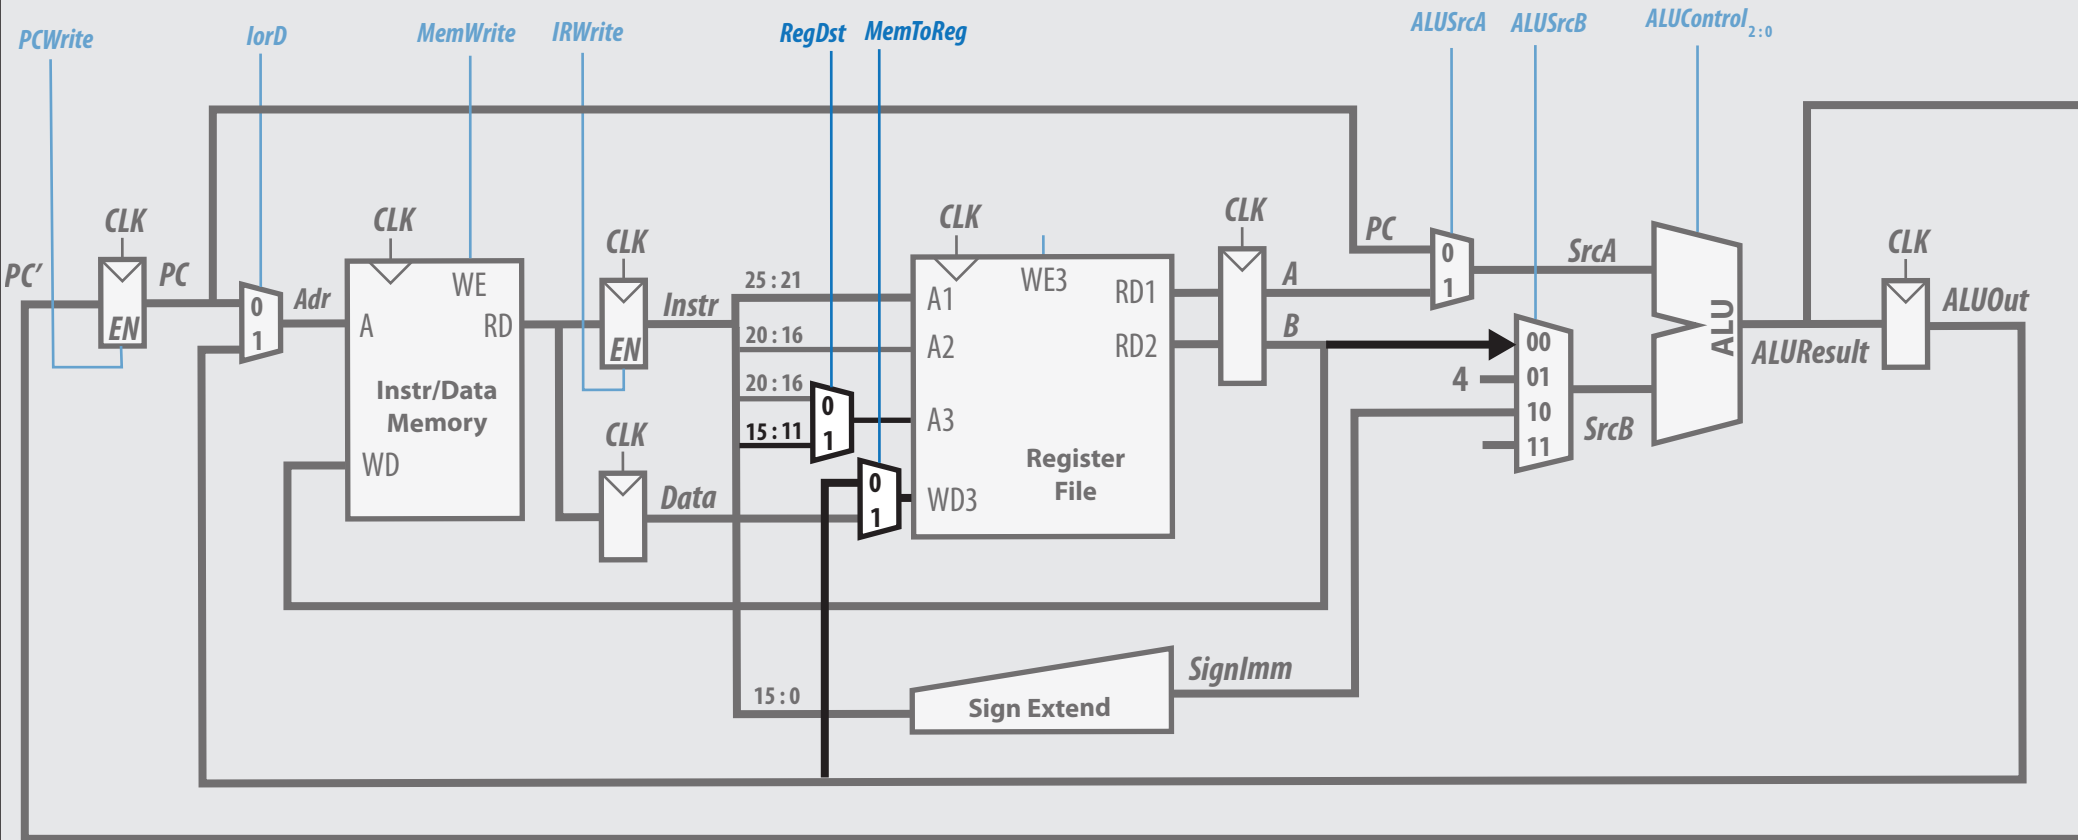 PCWrite
IorD
MemWrite
IRWrite
RegDst
MemToReg
ALUSrcA
ALUSrcB
ALUControl 2:0
CLK
CLK
CLK
CLK
CLK
CLK
CLK
PC′
PC
EN
0
1
Adr
A
WE
RD
WD
Instr/Data
Memory
EN
Instr
Data
25:21
20:16
20:16
15:11
0
1
0
1
A1
A2
A3
WD3
WE3
RD1
RD2
Register
File
A
B
PC
0
1
SrcA
4
00
01
10
11
SrcB
ALU
ALUResult
ALUOut
15:0
Sign Extend
SignImm